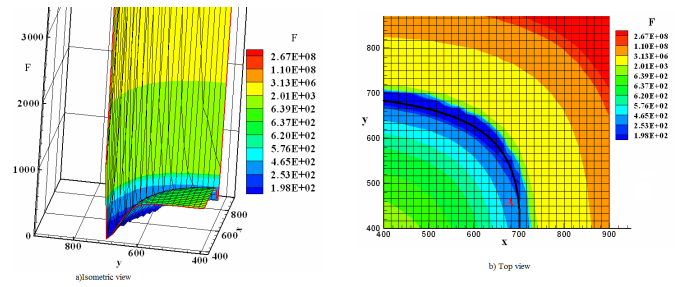 F
3000
F
2000
1000
0
800
600
400
y
400
600
800
x
2.67E+08
1.10E+08
3.13E+06
2.01E+03
6.39E+02
6.37E+02
6.20E+02
5.76E+02
4.65E+02
2.53E+02
1.98E+02
a)Isometric view
F
2.67E+08
1.10E+08
3.13E+06
2.01E+03
6.39E+02
6.37E+02
6.20E+02
5.76E+02
4.65E+02
2.53E+02
1.98E+02
800
700
y
600
500
400
400
500
600
700
800
900
x
b) Top view